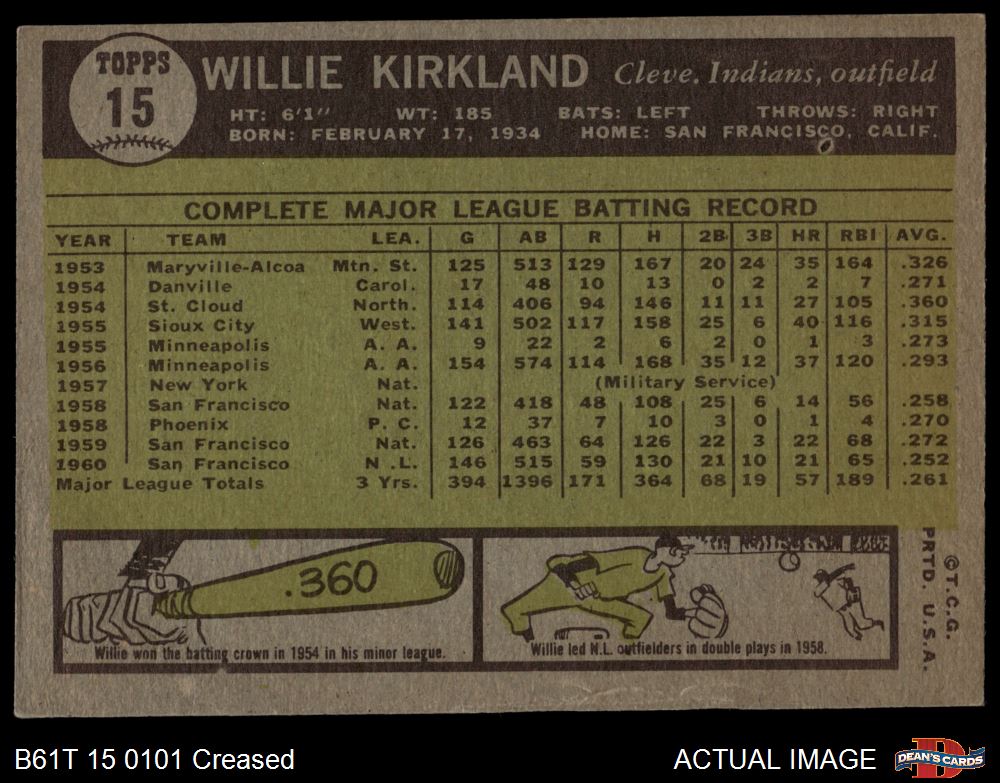 TOPPS
15
WILLIE KIRKLAND Cleve. Indians, outfield
HT: 6'1" WT: 185 BATS: LEFT THROWS: RIGHT
BORN: FEBRUARY 17, 1934 HOME: SAN FRANCISCO, CALIF.
COMPLETE MAJOR LEAGUE BATTING RECORD
YEAR TEAM LEA. G AB R H 2B 3B HR RBI AVG.
1953 Maryville-Alcoa Mtn. St. 125 513 129 167 20 24 35 164 .326
1954 Danville Carol. 17 48 10 13 0 2 2 7 .271
1954 St. Cloud North. 114 406 94 146 11 11 27 105 .360
1955 Sioux City West. 141 502 117 158 25 6 40 116 .315
1955 Minneapolis A. A. 9 22 2 6 2 0 1 3 .273
1956 Minneapolis A. A. 154 574 114 168 35 12 37 120 .293
1957 New York Nat. (Military Service)
1958 San Francisco Nat. 122 418 48 108 25 6 14 56 .258
1958 Phoenix P. C. 12 37 7 10 3 0 1 4 .270
1959 San Francisco Nat. 126 463 64 126 22 3 22 68 .272
1960 San Francisco N .L. 146 515 59 130 21 10 21 65 .252
Major League Totals 3 Yrs. 394 1396 171 364 68 19 57 189 .261
.360
Willie won the batting crown in 1954 in his minor league.
Willie led N.L. outfielders in double plays in 1958.
©T.C.G.
PRTD. U.S.A.
B61T 15 0101 Creased
ACTUAL IMAGE
D
DEAN'S CARDS